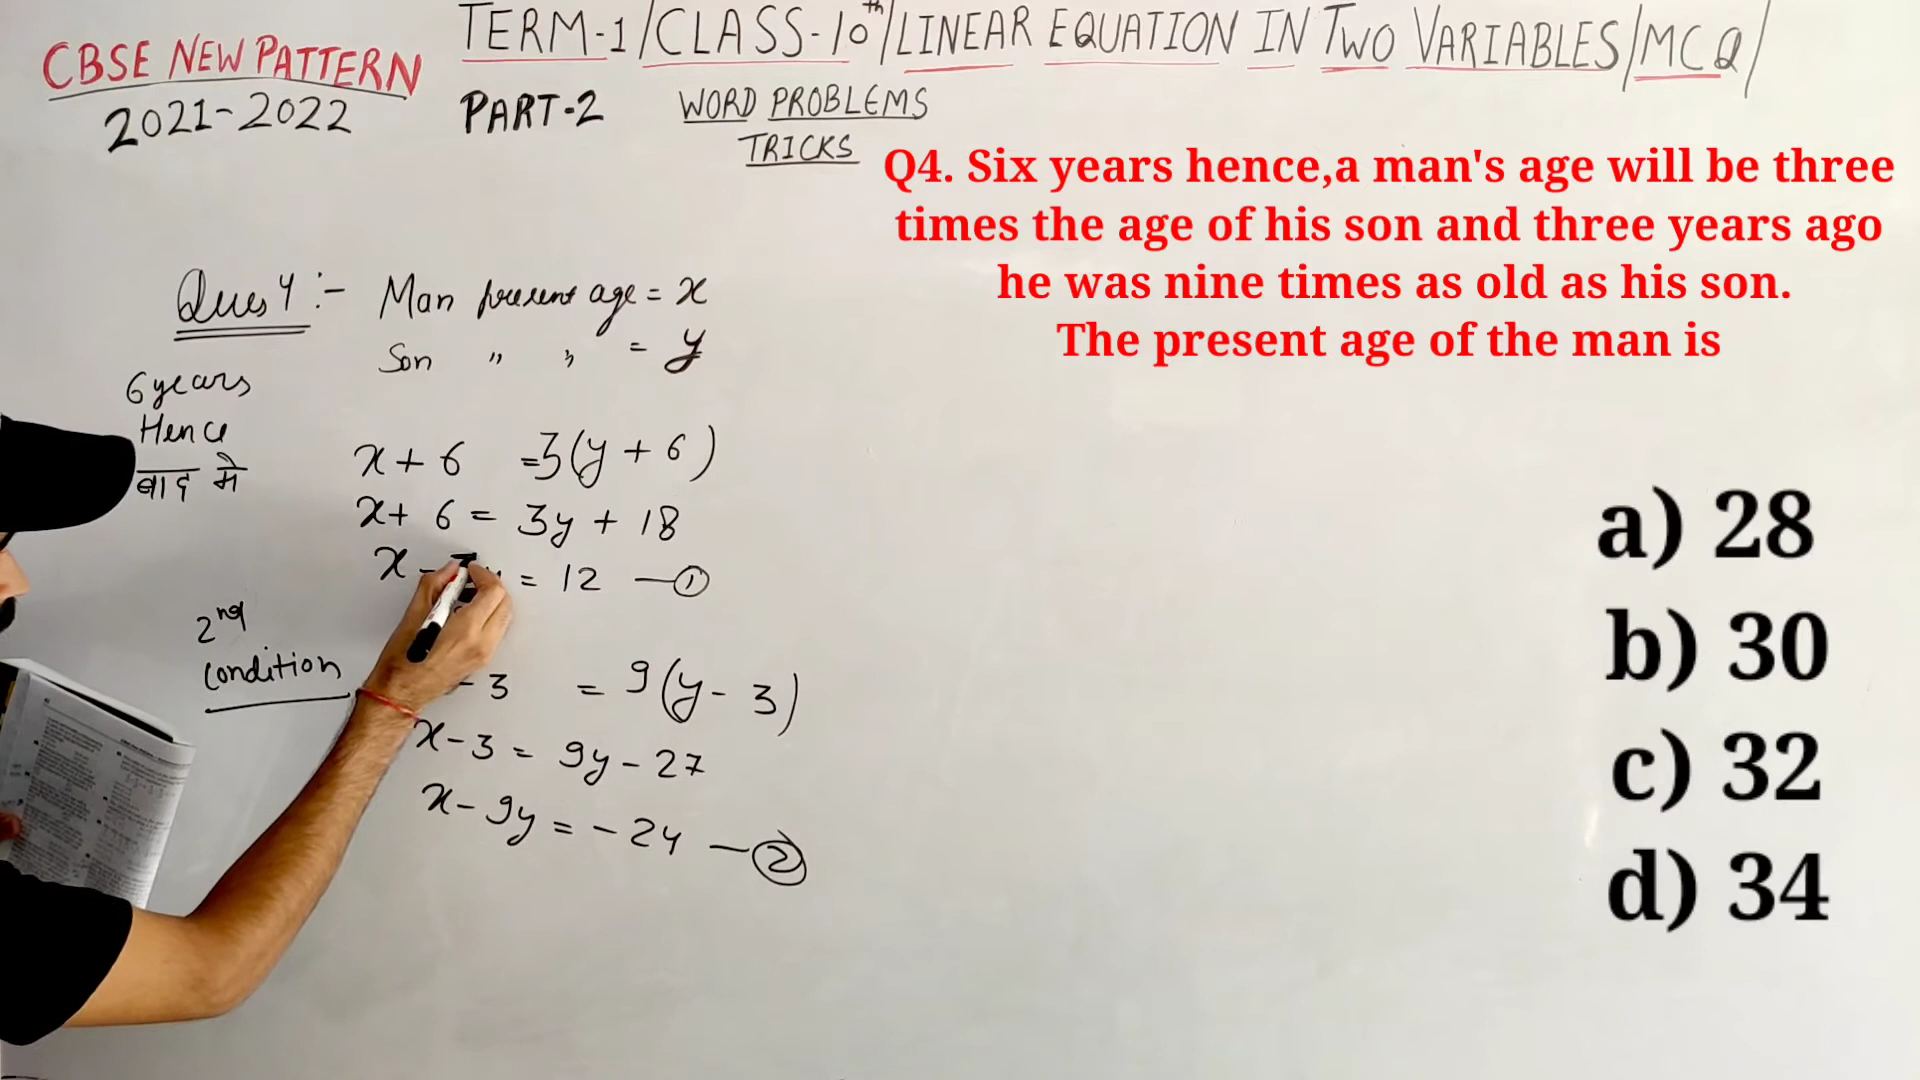 CBSE NEW PATTERN
2021-2022
TERM-1/CLASS-10th/LINEAR EQUATION IN TWO VARIABLES/MCQ/
PART-2
WORD PROBLEMS
TRICKS
Q4. Six years hence,a man's age will be three
times the age of his son and three years ago
he was nine times as old as his son.
The present age of the man is
Ques 4 :- Man present age = x
Son " " = y
6 years
Hence
बाद मे
x + 6 = 3(y + 6)
x + 6 = 3y + 18
x - = 12 — ①
2nd
condition
- 3 = 9(y - 3)
x - 3 = 9y - 27
x - 9y = - 24 — ②
a) 28
b) 30
c) 32
d) 34